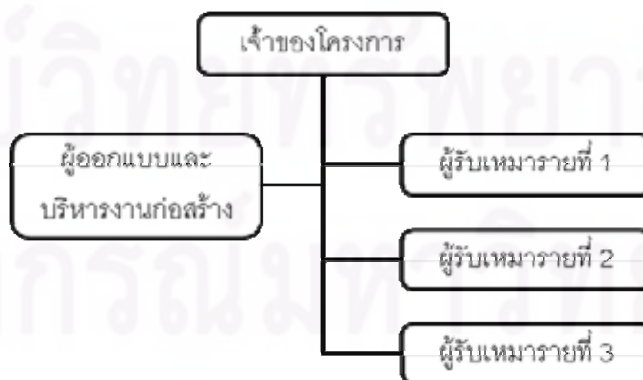 เจ้าของโครงการ
ผู้ออกแบบและ
บริหารงานก่อสร้าง
ผู้รับเหมารายที่ 1
ผู้รับเหมารายที่ 2
ผู้รับเหมารายที่ 3